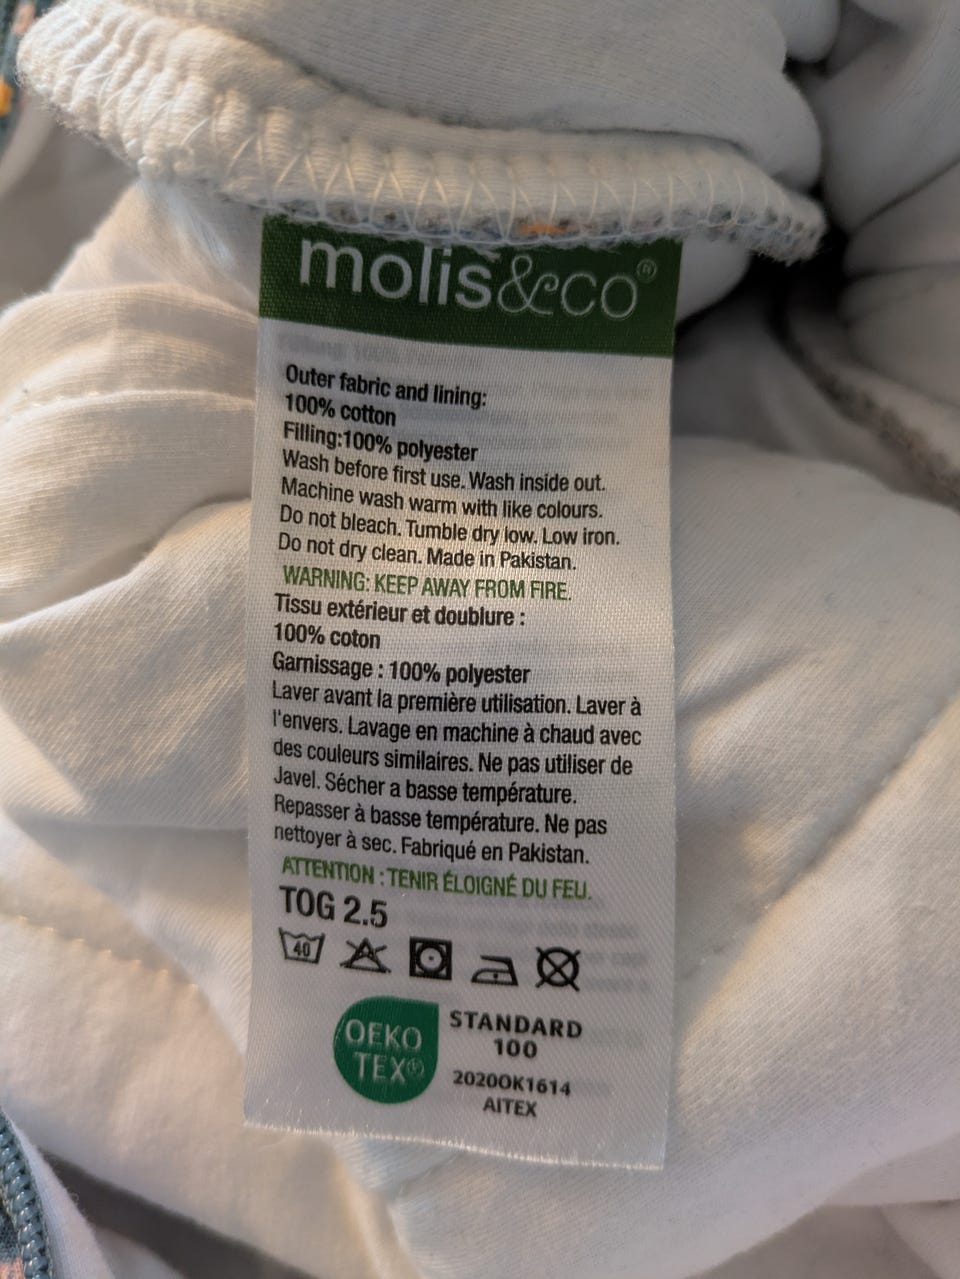 molis&co®
Outer fabric and lining:
100% cotton
Filling:100% polyester
Wash before first use. Wash inside out.
Machine wash warm with like colours.
Do not bleach. Tumble dry low. Low iron.
Do not dry clean. Made in Pakistan.
WARNING: KEEP AWAY FROM FIRE.
Tissu extérieur et doublure :
100% coton
Garnissage : 100% polyester
Laver avant la première utilisation. Laver à
l'envers. Lavage en machine à chaud avec
des couleurs similaires. Ne pas utiliser de
Javel. Sécher a basse température.
Repasser à basse température. Ne pas
nettoyer à sec. Fabriqué en Pakistan.
ATTENTION : TENIR ÉLOIGNÉ DU FEU.
TOG 2.5
40
OEKO
TEX®
STANDARD
100
2020OK1614
AITEX